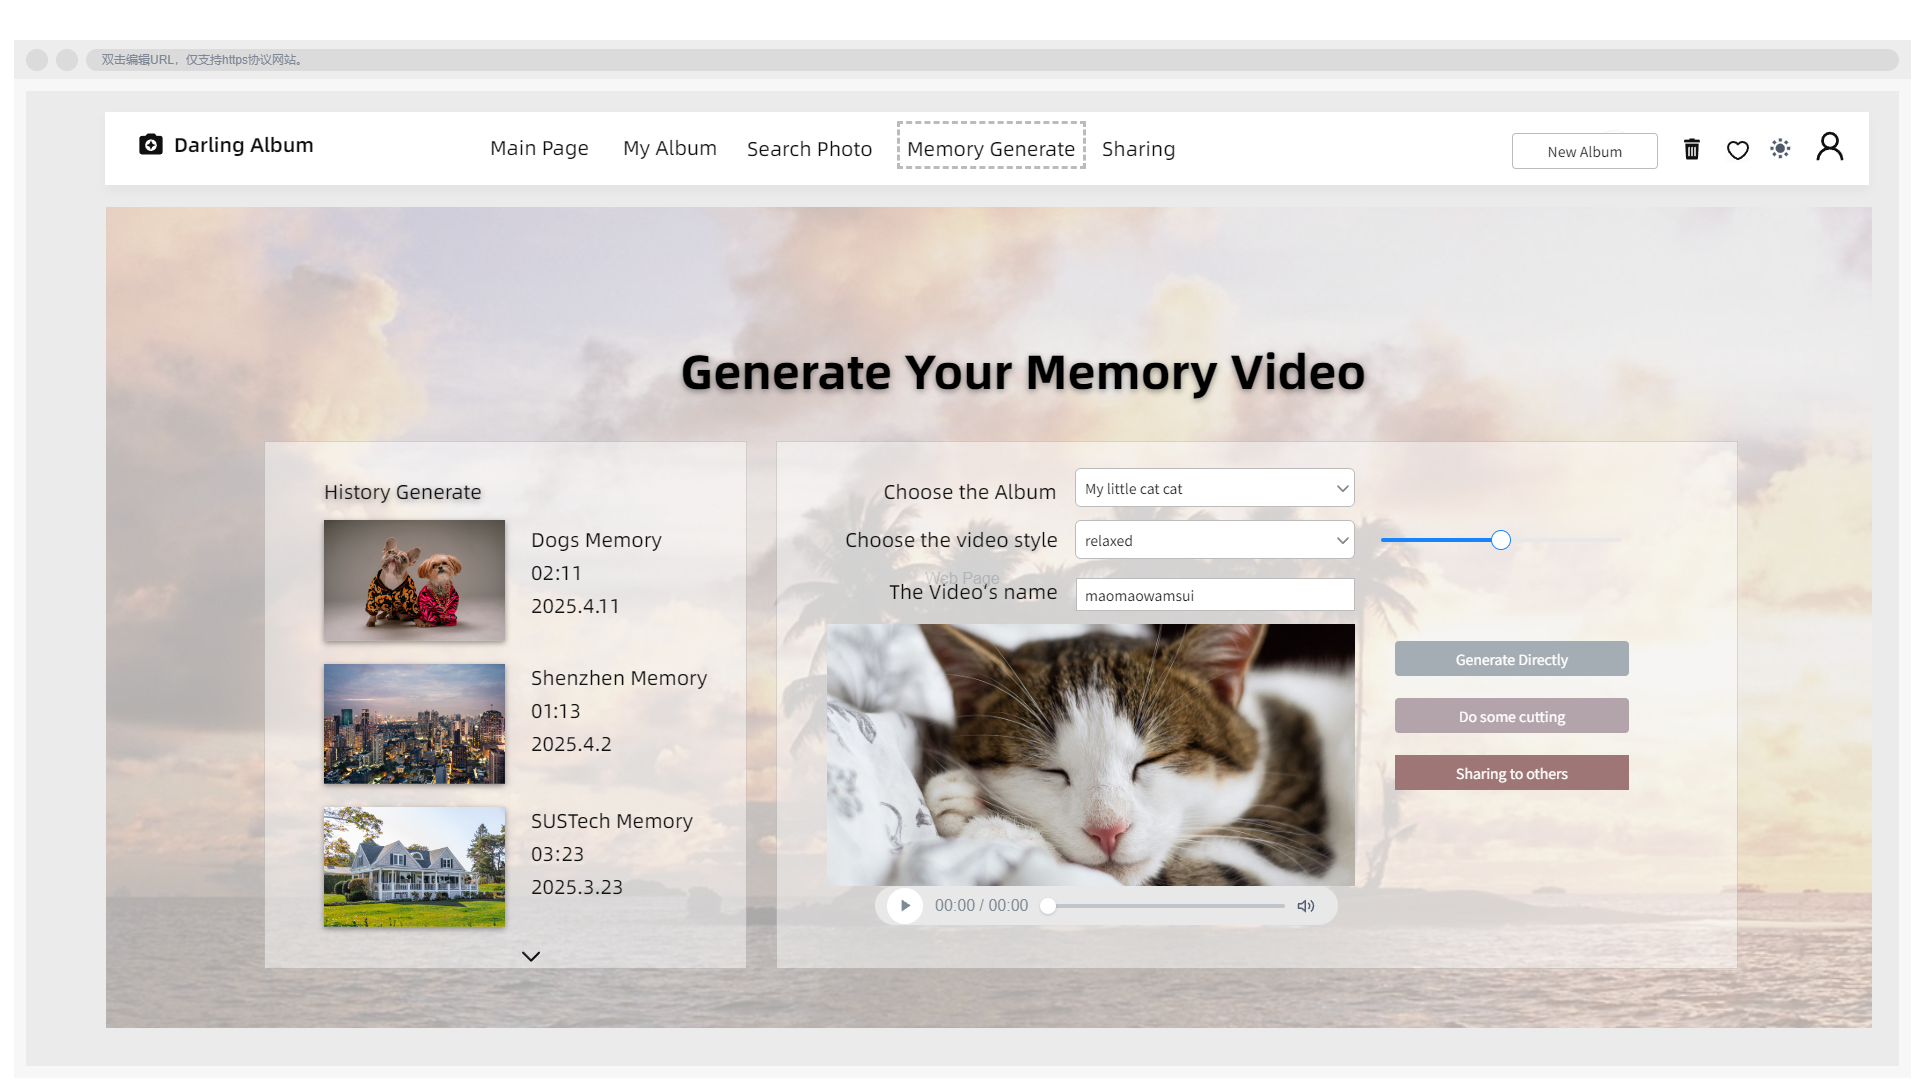 双击编辑URL，仅支持https协议网站。
Darling Album
Main Page
My Album
Search Photo
Memory Generate
Sharing
New Album
Generate Your Memory Video
History Generate
Dogs Memory
02:11
2025.4.11
Shenzhen Memory
01:13
2025.4.2
SUSTech Memory
03:23
2025.3.23
Choose the Album
My little cat cat
Choose the video style
relaxed
Web Page
The Video's name
maomaowamsui
Generate Directly
Do some cutting
Sharing to others
00:00 / 00:00